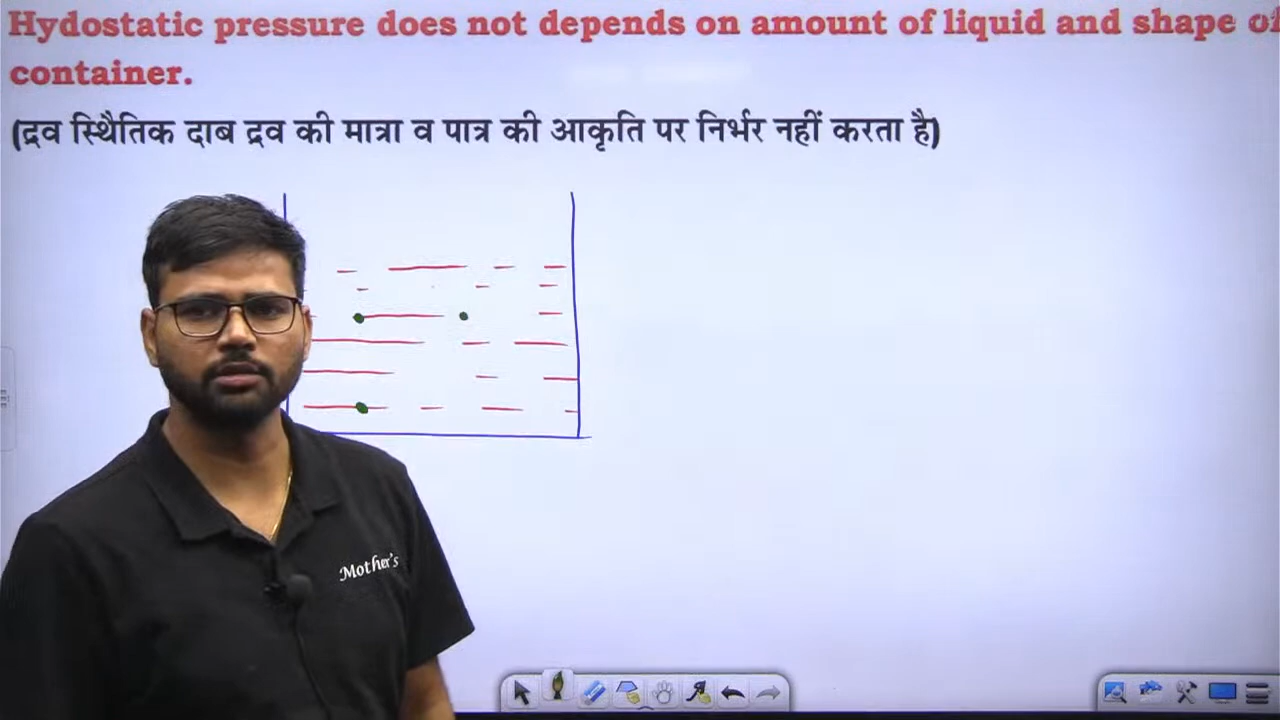 Hydostatic pressure does not depends on amount of liquid and shape of
container.
(द्रव स्थैितिक दाब द्रव की मात्रा व पात्र की आकृति पर निर्भर नहीं करता है)
Mother's